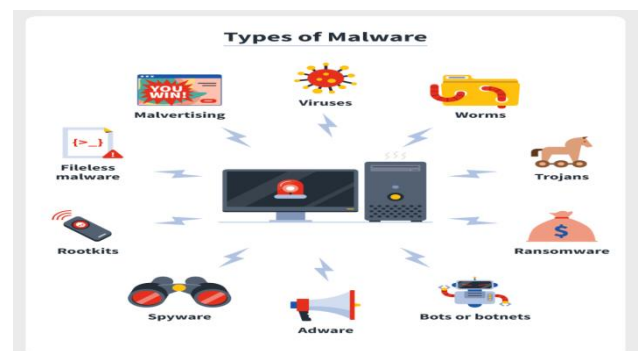 Types of Malware
YOU
WIN!
Malvertising
Viruses
Worms
{>_}
Fileless
malware
Trojans
Rootkits
$
Ransomware
Spyware
Adware
Bots or botnets